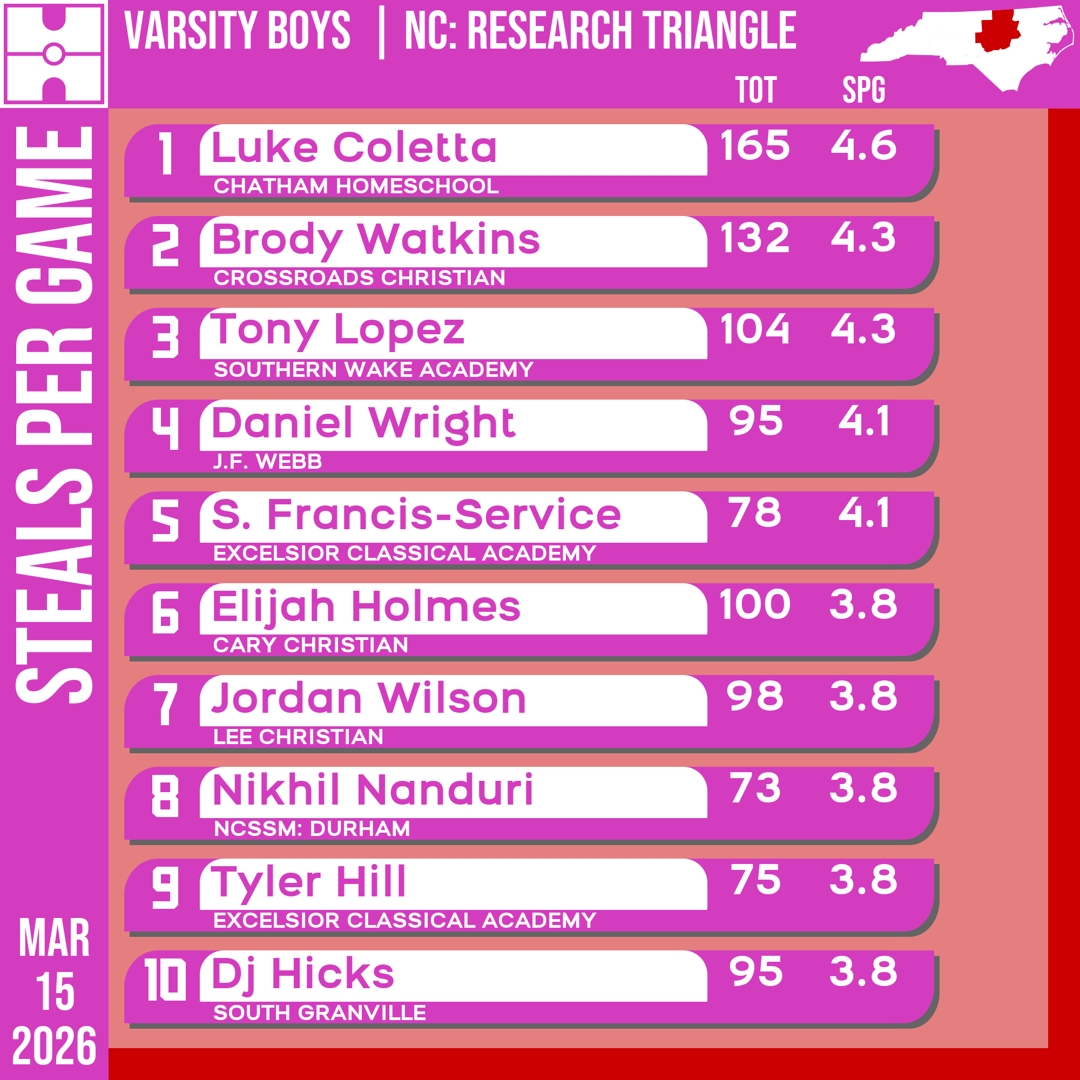 VARSITY BOYS | NC: RESEARCH TRIANGLE
TOT SPG
STEALS PER GAME
1 Luke Coletta 165 4.6
CHATHAM HOMESCHOOL
2 Brody Watkins 132 4.3
CROSSROADS CHRISTIAN
3 Tony Lopez 104 4.3
SOUTHERN WAKE ACADEMY
4 Daniel Wright 95 4.1
J.F. WEBB
5 S. Francis-Service 78 4.1
EXCELSIOR CLASSICAL ACADEMY
6 Elijah Holmes 100 3.8
CARY CHRISTIAN
7 Jordan Wilson 98 3.8
LEE CHRISTIAN
8 Nikhil Nanduri 73 3.8
NCSSM: DURHAM
9 Tyler Hill 75 3.8
EXCELSIOR CLASSICAL ACADEMY
10 Dj Hicks 95 3.8
SOUTH GRANVILLE
MAR
15
2026